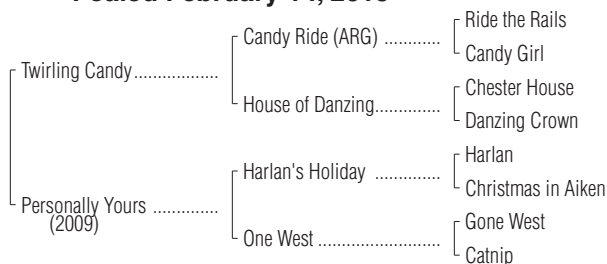 Foaled February 14,
Ride the Rails
Candy Ride (ARG) ............
Candy Girl
Twirling Candy..................
Chester House
House of Danzing..............
Danzing Crown
Harlan
Harlan's Holiday ...............
Christmas in Aiken
Personally Yours ..............
(2009)
Gone West
One West .........................
Catnip